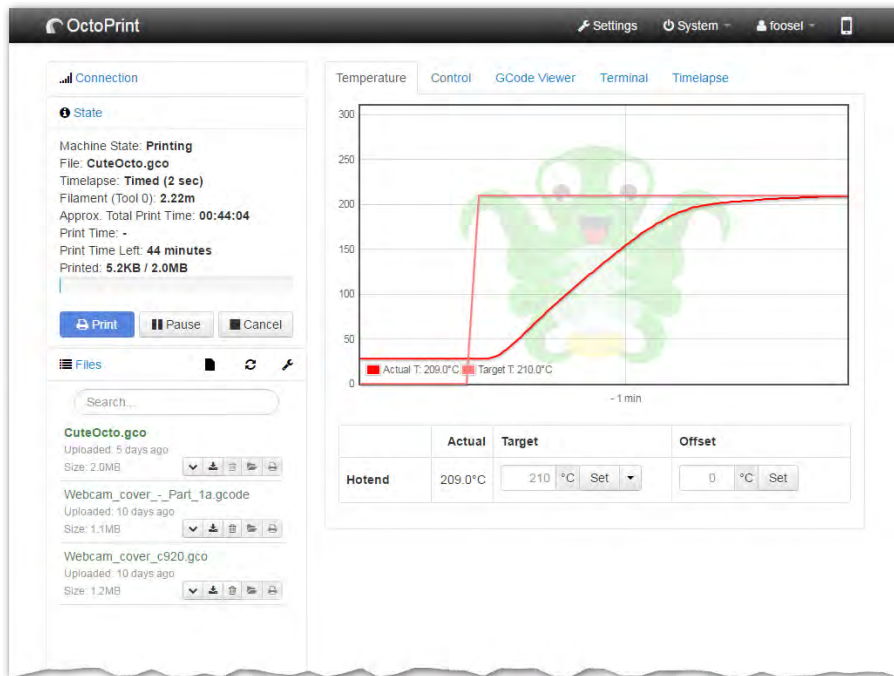 OctoPrint
Settings
System
foosel
Connection
State
Machine State: Printing
File: CuteOcto.gco
Timelapse: Timed (2 sec)
Filament (Tool 0): 2.22m
Approx. Total Print Time: 00:44:04
Print Time: -
Print Time Left: 44 minutes
Printed: 5.2KB / 2.0MB
Print
Pause
Cancel
Files
Search...
CuteOcto.gco
Uploaded: 5 days ago
Size: 2.0MB
Webcam_cover_-_Part_1a.gcode
Uploaded: 10 days ago
Size: 1.1MB
Webcam_cover_c920.gco
Uploaded: 10 days ago
Size: 1.2MB
Temperature
Control
GCode Viewer
Terminal
Timelapse
300
250
200
150
100
50
0
Actual T: 209.0°C
Target T: 210.0°C
- 1 min
Actual
Target
Offset
Hotend
209.0°C
210 °C Set
0 °C Set